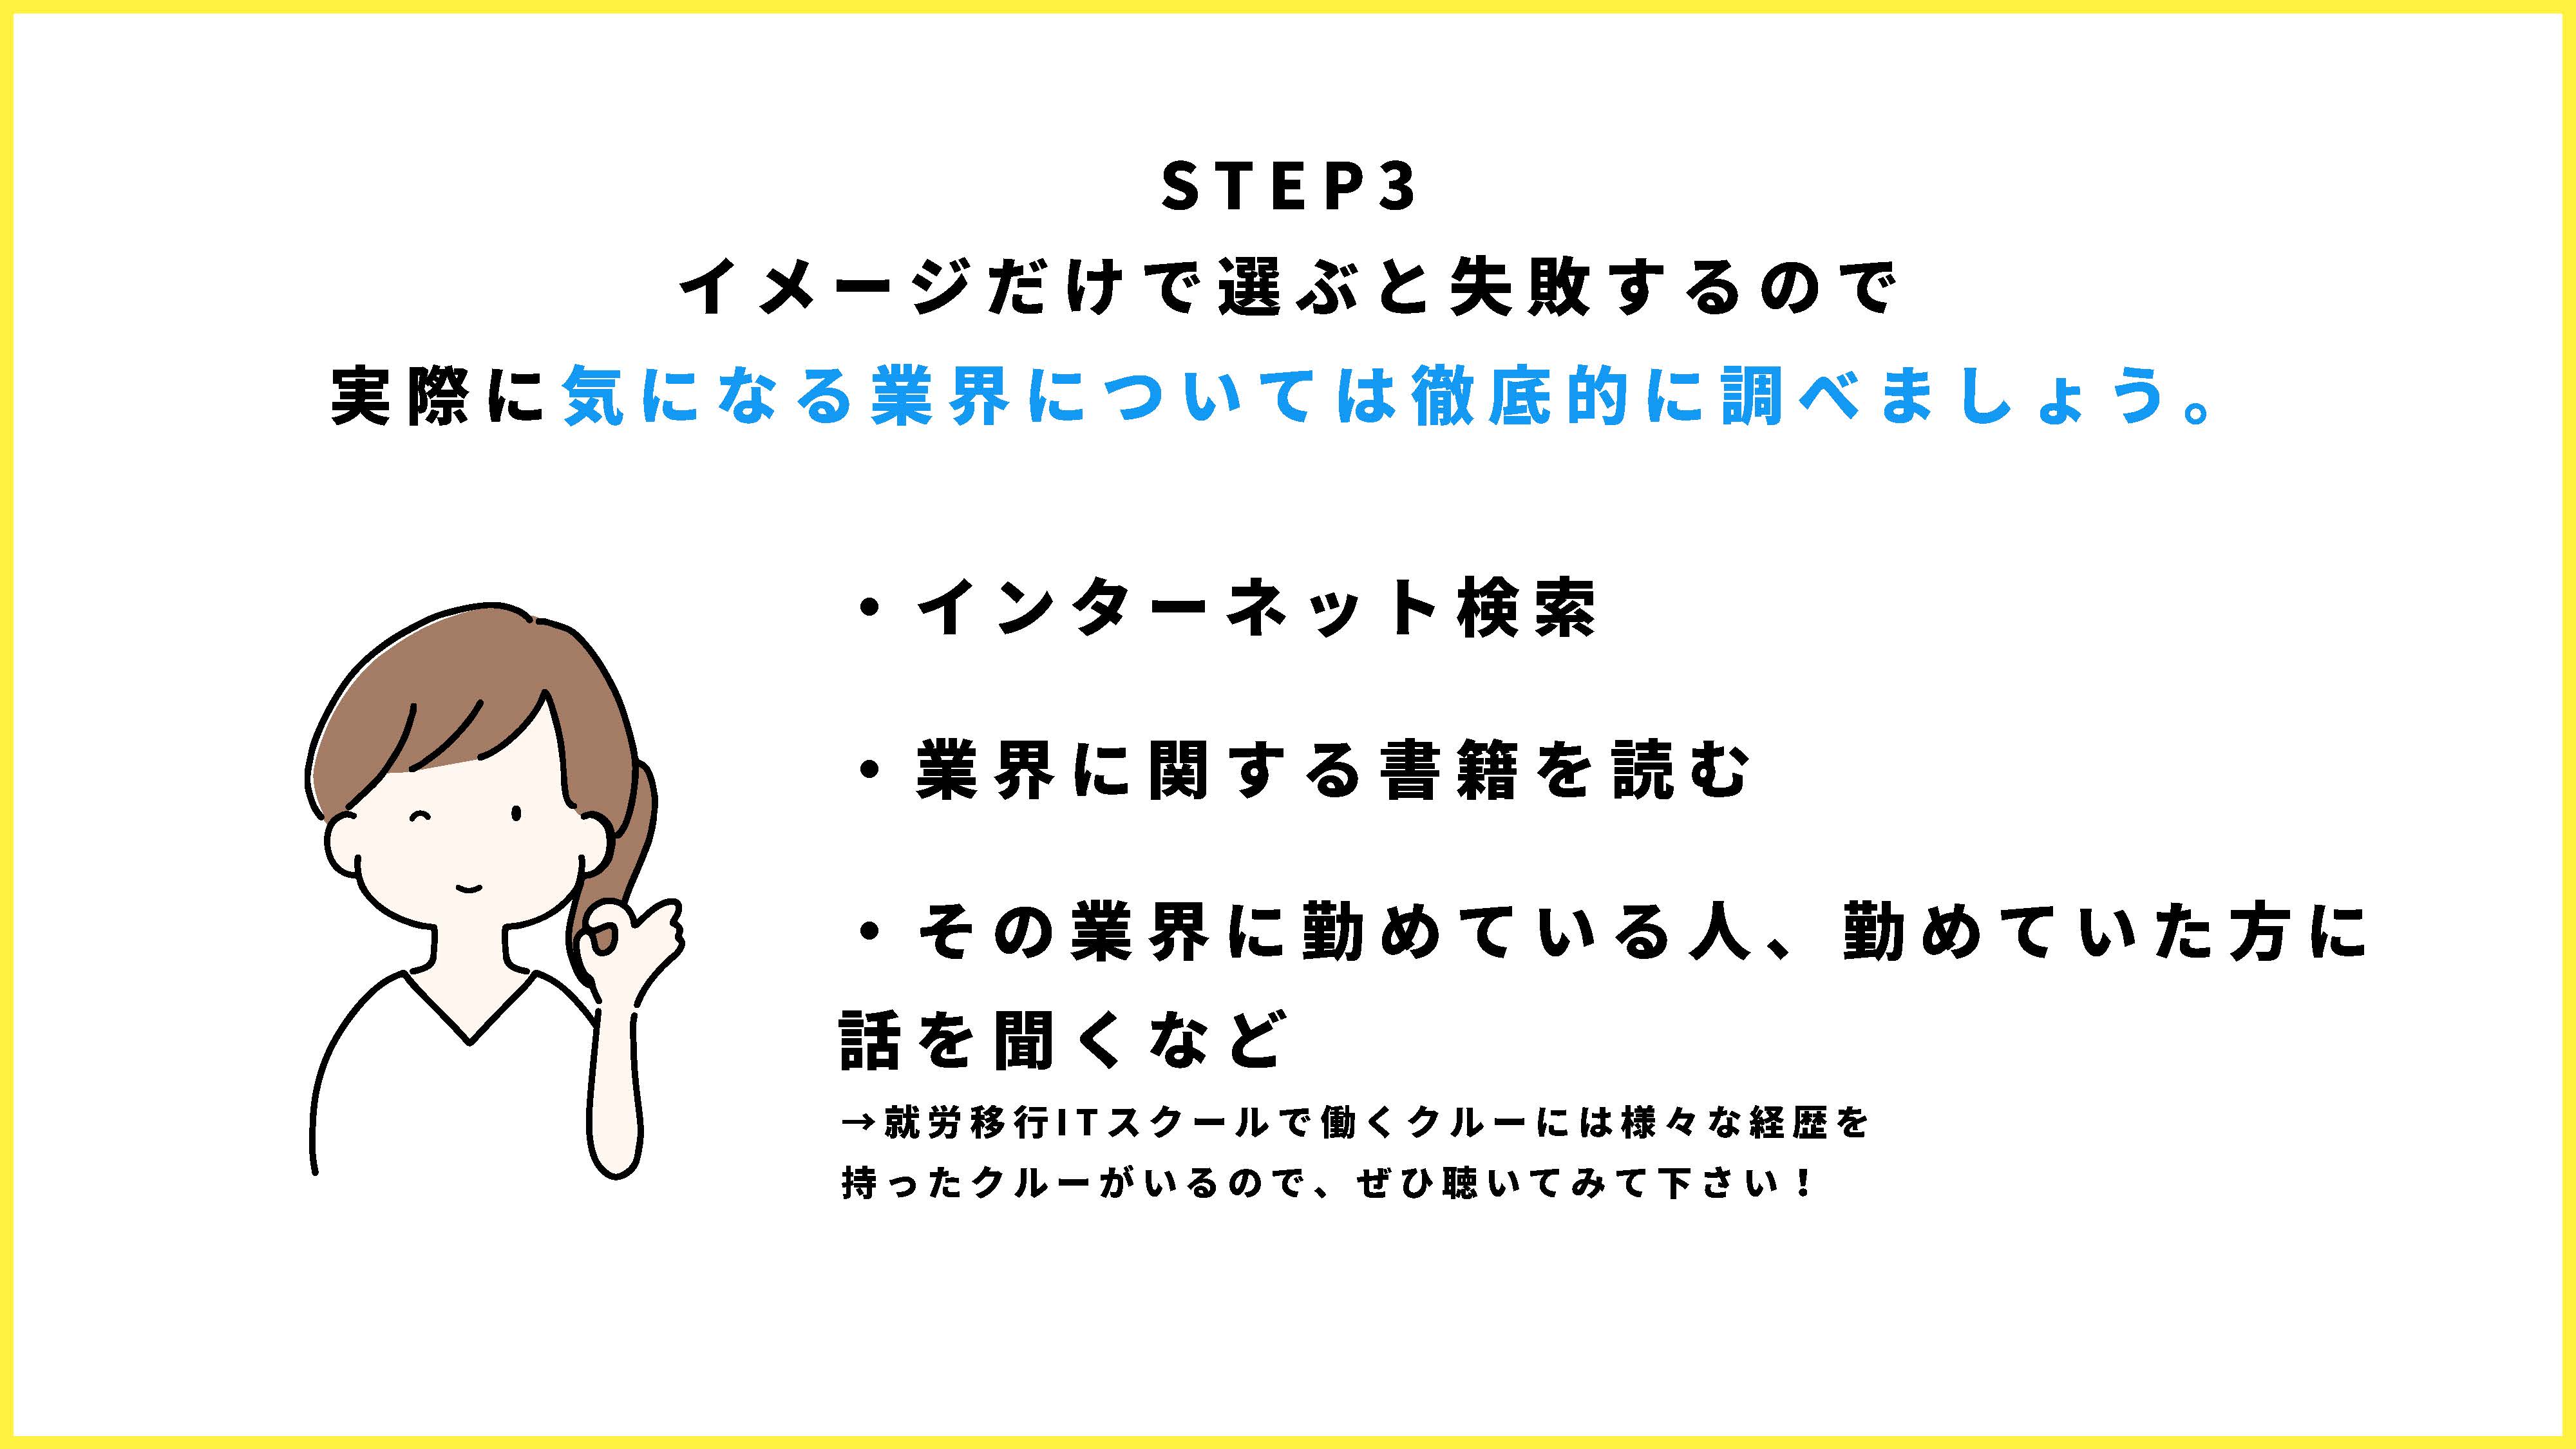 STEP3
イメージだけで選ぶと失敗するので
実際に気になる業界については徹底的に調べましょう。
・インターネット検索
・業界に関する書籍を読む
・その業界に勤めている人、勤めていた方に
話を聞くなど
→就労移行ITスクールで働くクルーには様々な経歴を
持ったクルーがいるので、ぜひ聴いてみて下さい！